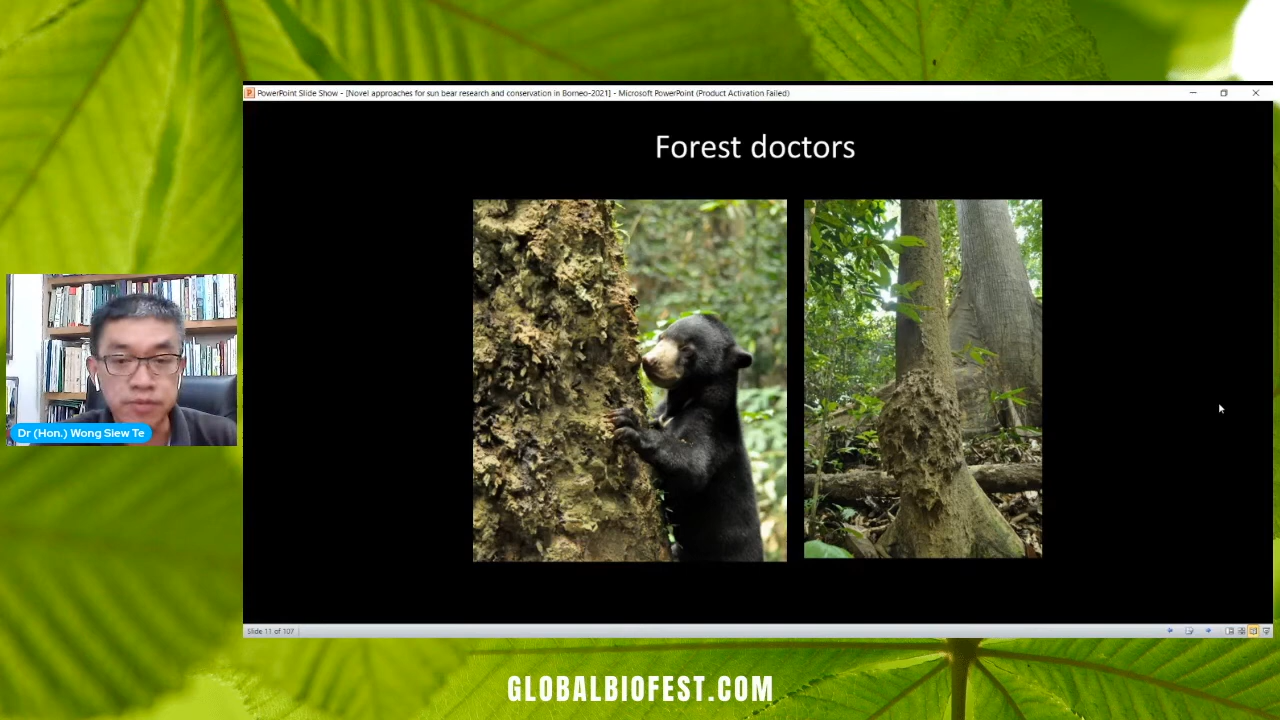 PowerPoint Slide Show - [Novel approaches for sun bear research and conservation in Borneo-2021] - Microsoft PowerPoint (Product Activation Failed)
Forest doctors
Dr (Hon.) Wong Siew Te
Slide 11 of 107
GLOBALBIOFEST.COM